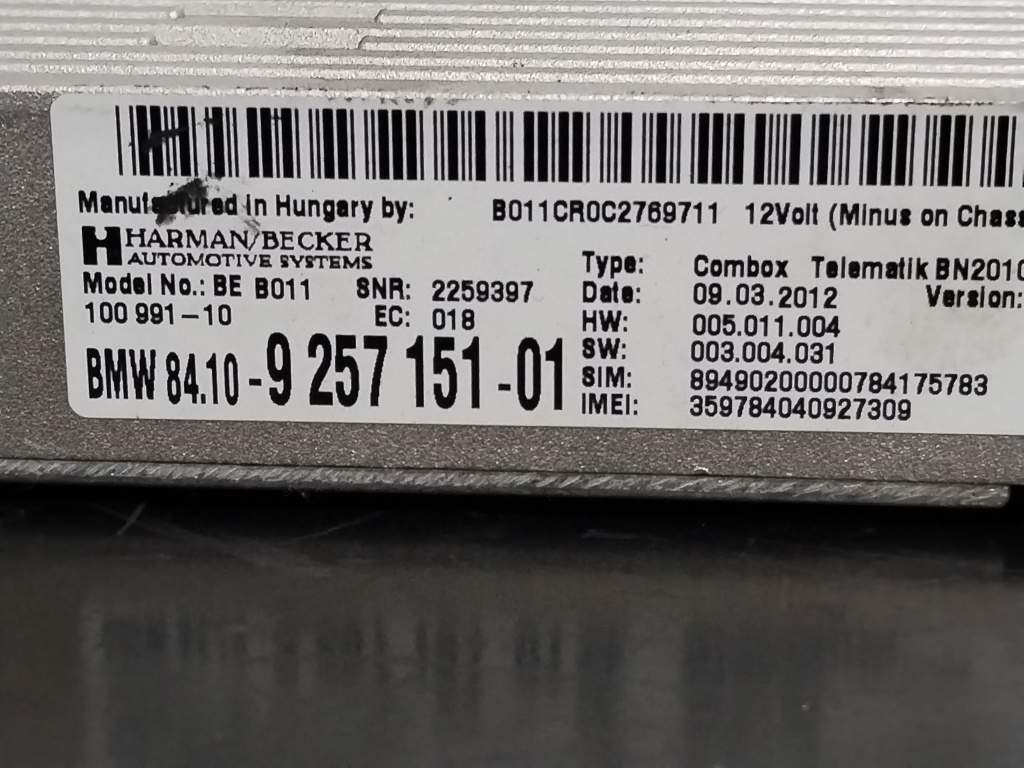 Manufactured in Hungary by: B011CR0C2769711 12Volt (Minus on Chass
HARMAN/BECKER
AUTOMOTIVE SYSTEMS
Model No.: BE B011 SNR: 2259397
100 991-10 EC: 018
BMW 84.10-9 257 151-01
Type: Combox Telematik BN2010
Date: 09.03.2012 Version:
HW: 005.011.004
SW: 003.004.031
SIM: 89490200000784175783
IMEI: 359784040927309